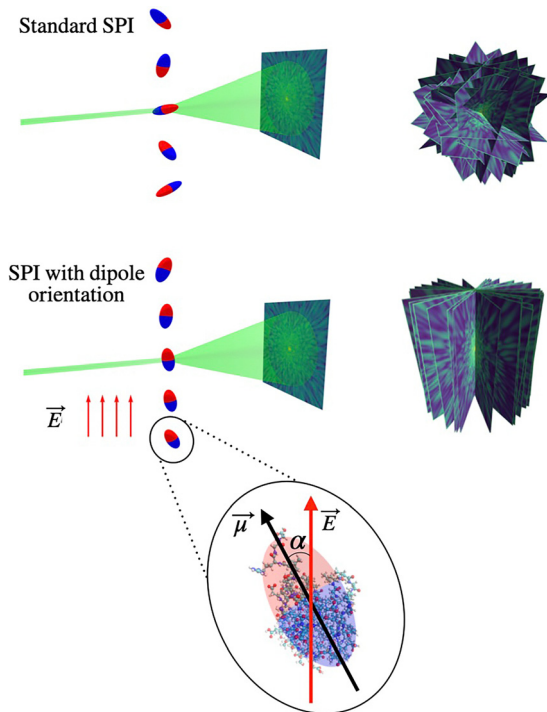 Standard SPI
SPI with dipole
orientation
E
μ
α
E